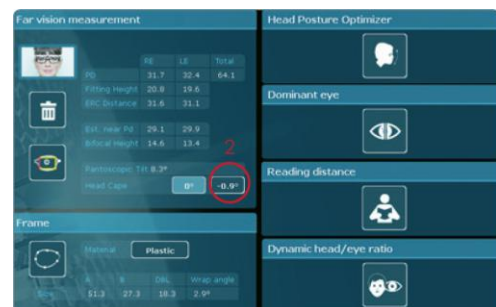 Far vision measurement
RE LE Total
PD 31.7 32.4 64.1
Fitting Height 20.8 19.6
ERC Distance 31.6 31.1
Est. near Pd 29.1 29.9
Bifocal Height 14.6 13.4
2
Pantoscopic Tilt 8.3°
Head Cape 0° -0.9°
Frame
Material Plastic
A B DBL Wrap angle
Size 51.3 27.3 18.3 2.9°
Head Posture Optimizer
Dominant eye
Reading distance
Dynamic head/eye ratio